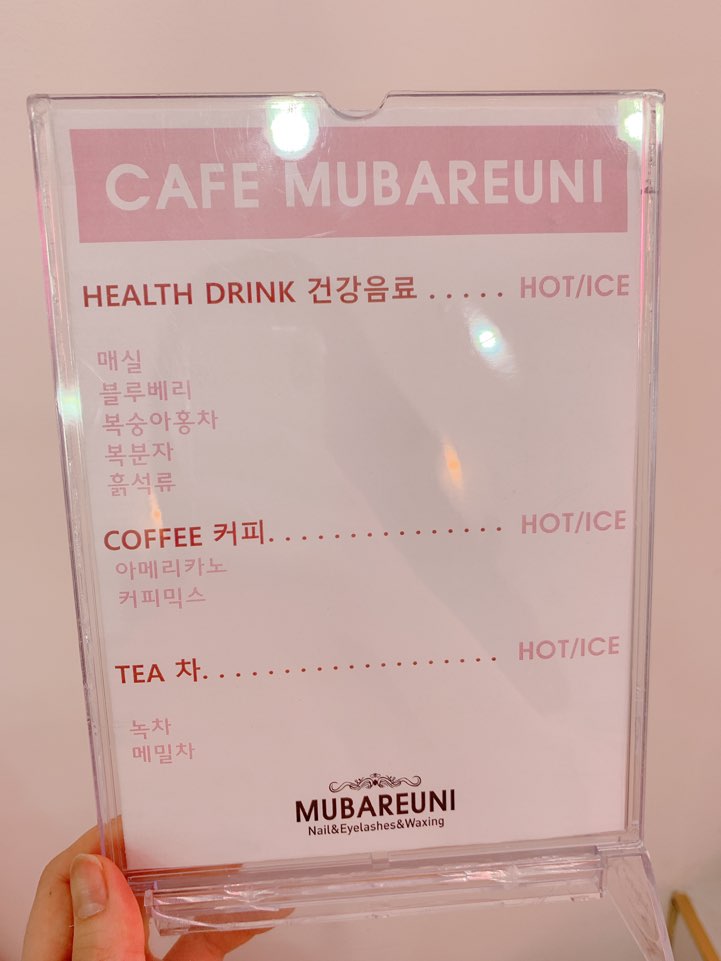 CAFE MUBAREUNI
HEALTH DRINK 건강음료 ..... HOT/ICE
매실
블루베리
복숭아홍차
복분자
흙석류
COFFEE 커피............... HOT/ICE
아메리카노
커피믹스
TEA 차................... HOT/ICE
녹차
메밀차
MUBAREUNI
Nail&Eyelashes&Waxing